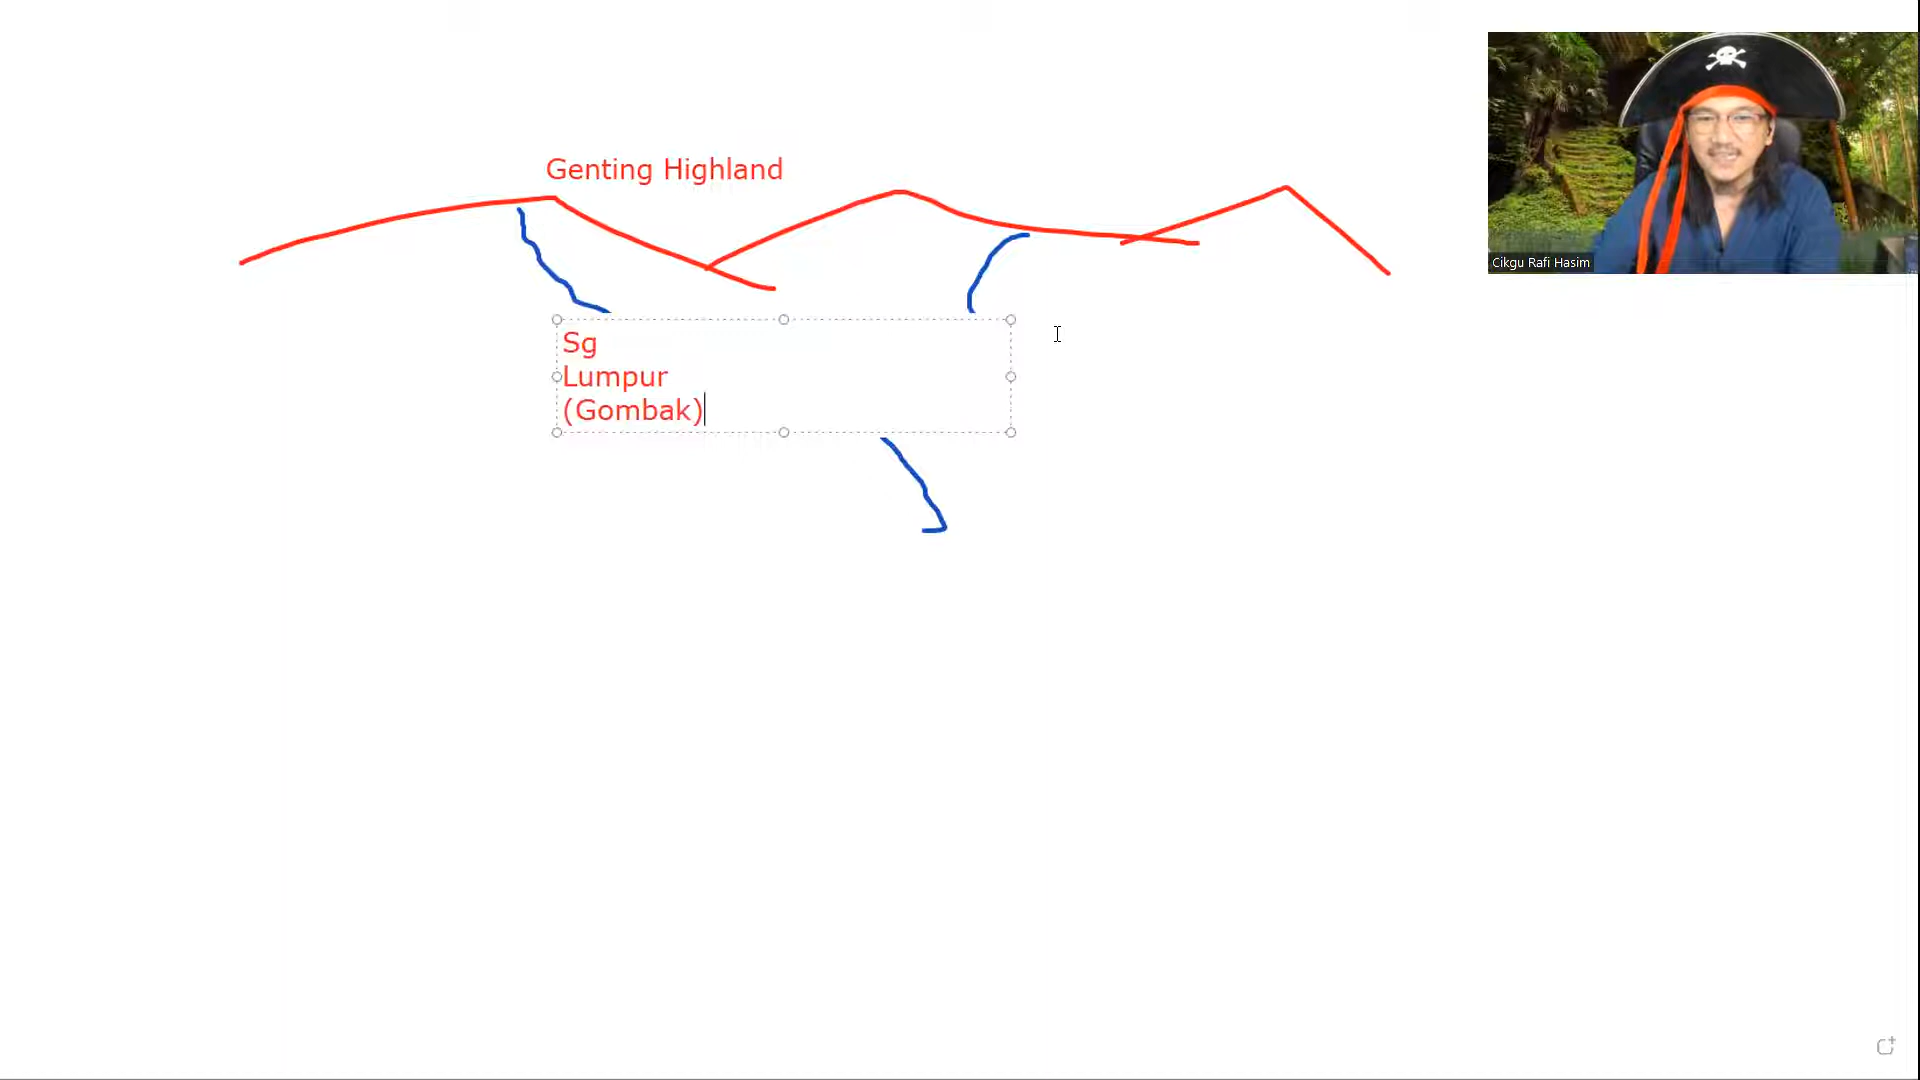 Genting Highland
Sg
Lumpur
(Gombak)
Cikgu Rafi Hasim